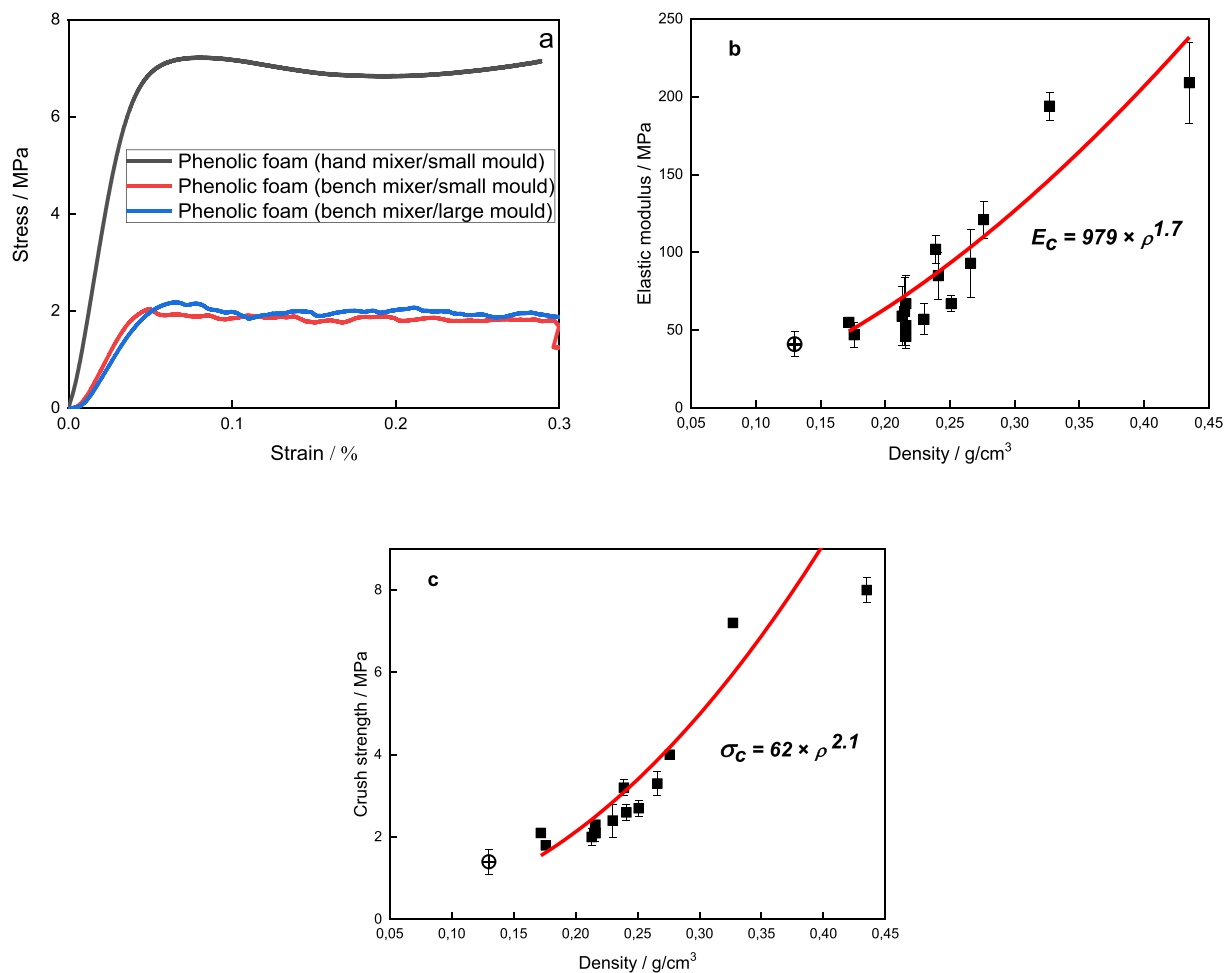 a
8
6
4
2
0
Stress / MPa
Phenolic foam (hand mixer/small mould)
Phenolic foam (bench mixer/small mould)
Phenolic foam (bench mixer/large mould)
0.0 0.1 0.2 0.3
Strain / %
b
250
200
150
100
50
0
Elastic modulus / MPa
E_c = 979 × ρ^1.7
0,05 0,10 0,15 0,20 0,25 0,30 0,35 0,40 0,45
Density / g/cm³
c
8
6
4
2
0
Crush strength / MPa
σ_c = 62 × ρ^2.1
0,05 0,10 0,15 0,20 0,25 0,30 0,35 0,40 0,45
Density / g/cm³